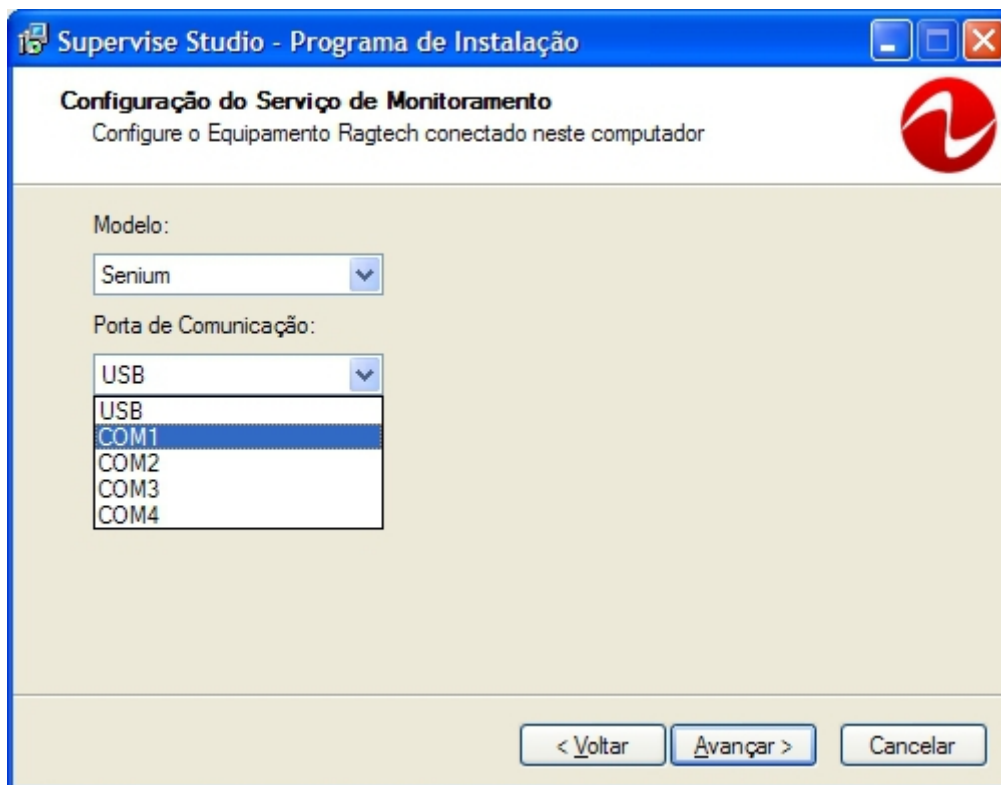 Supervise Studio - Programa de Instalação
Configuração do Serviço de Monitoramento
Configure o Equipamento Ragtech conectado neste computador
Modelo:
Senium
Porta de Comunicação:
USB
USB
COM1
COM2
COM3
COM4
< Voltar
Avançar >
Cancelar